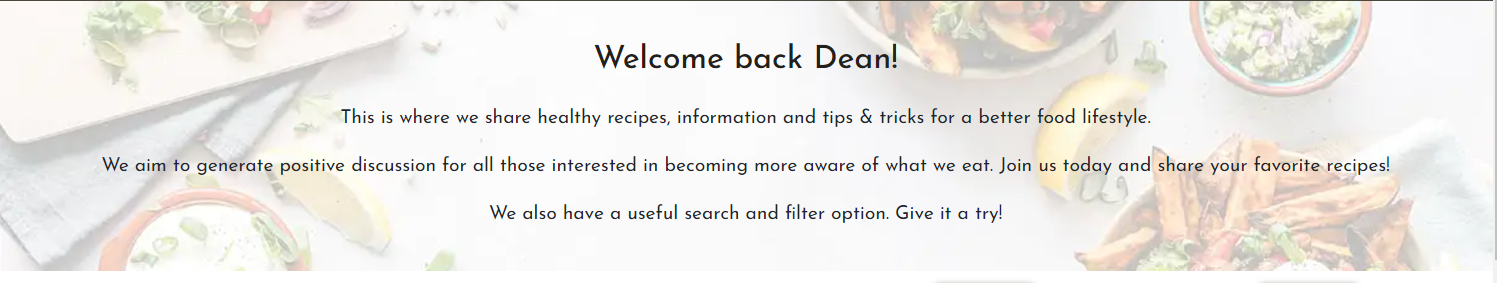 Welcome back Dean!
This is where we share healthy recipes, information and tips & tricks for a better food lifestyle.
We aim to generate positive discussion for all those interested in becoming more aware of what we eat. Join us today and share your favorite recipes!
We also have a useful search and filter option. Give it a try!